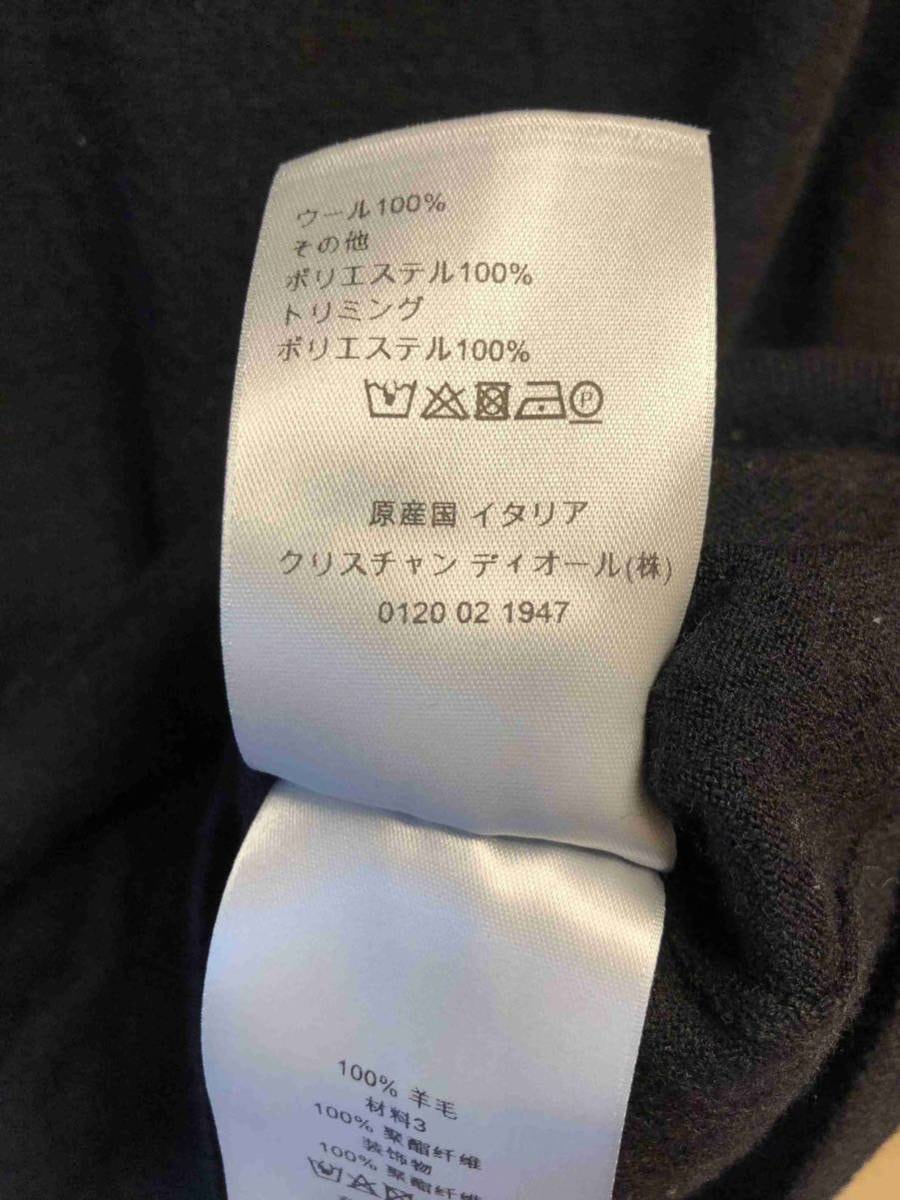 ウール100%
その他
ポリエステル100%
トリミング
ポリエステル100%
P
原産国 イタリア
クリスチャン ディオール(株)
0120 02 1947
100% 羊毛
材料3
100% 聚酯纤维
装饰物
100% 聚酯纤维